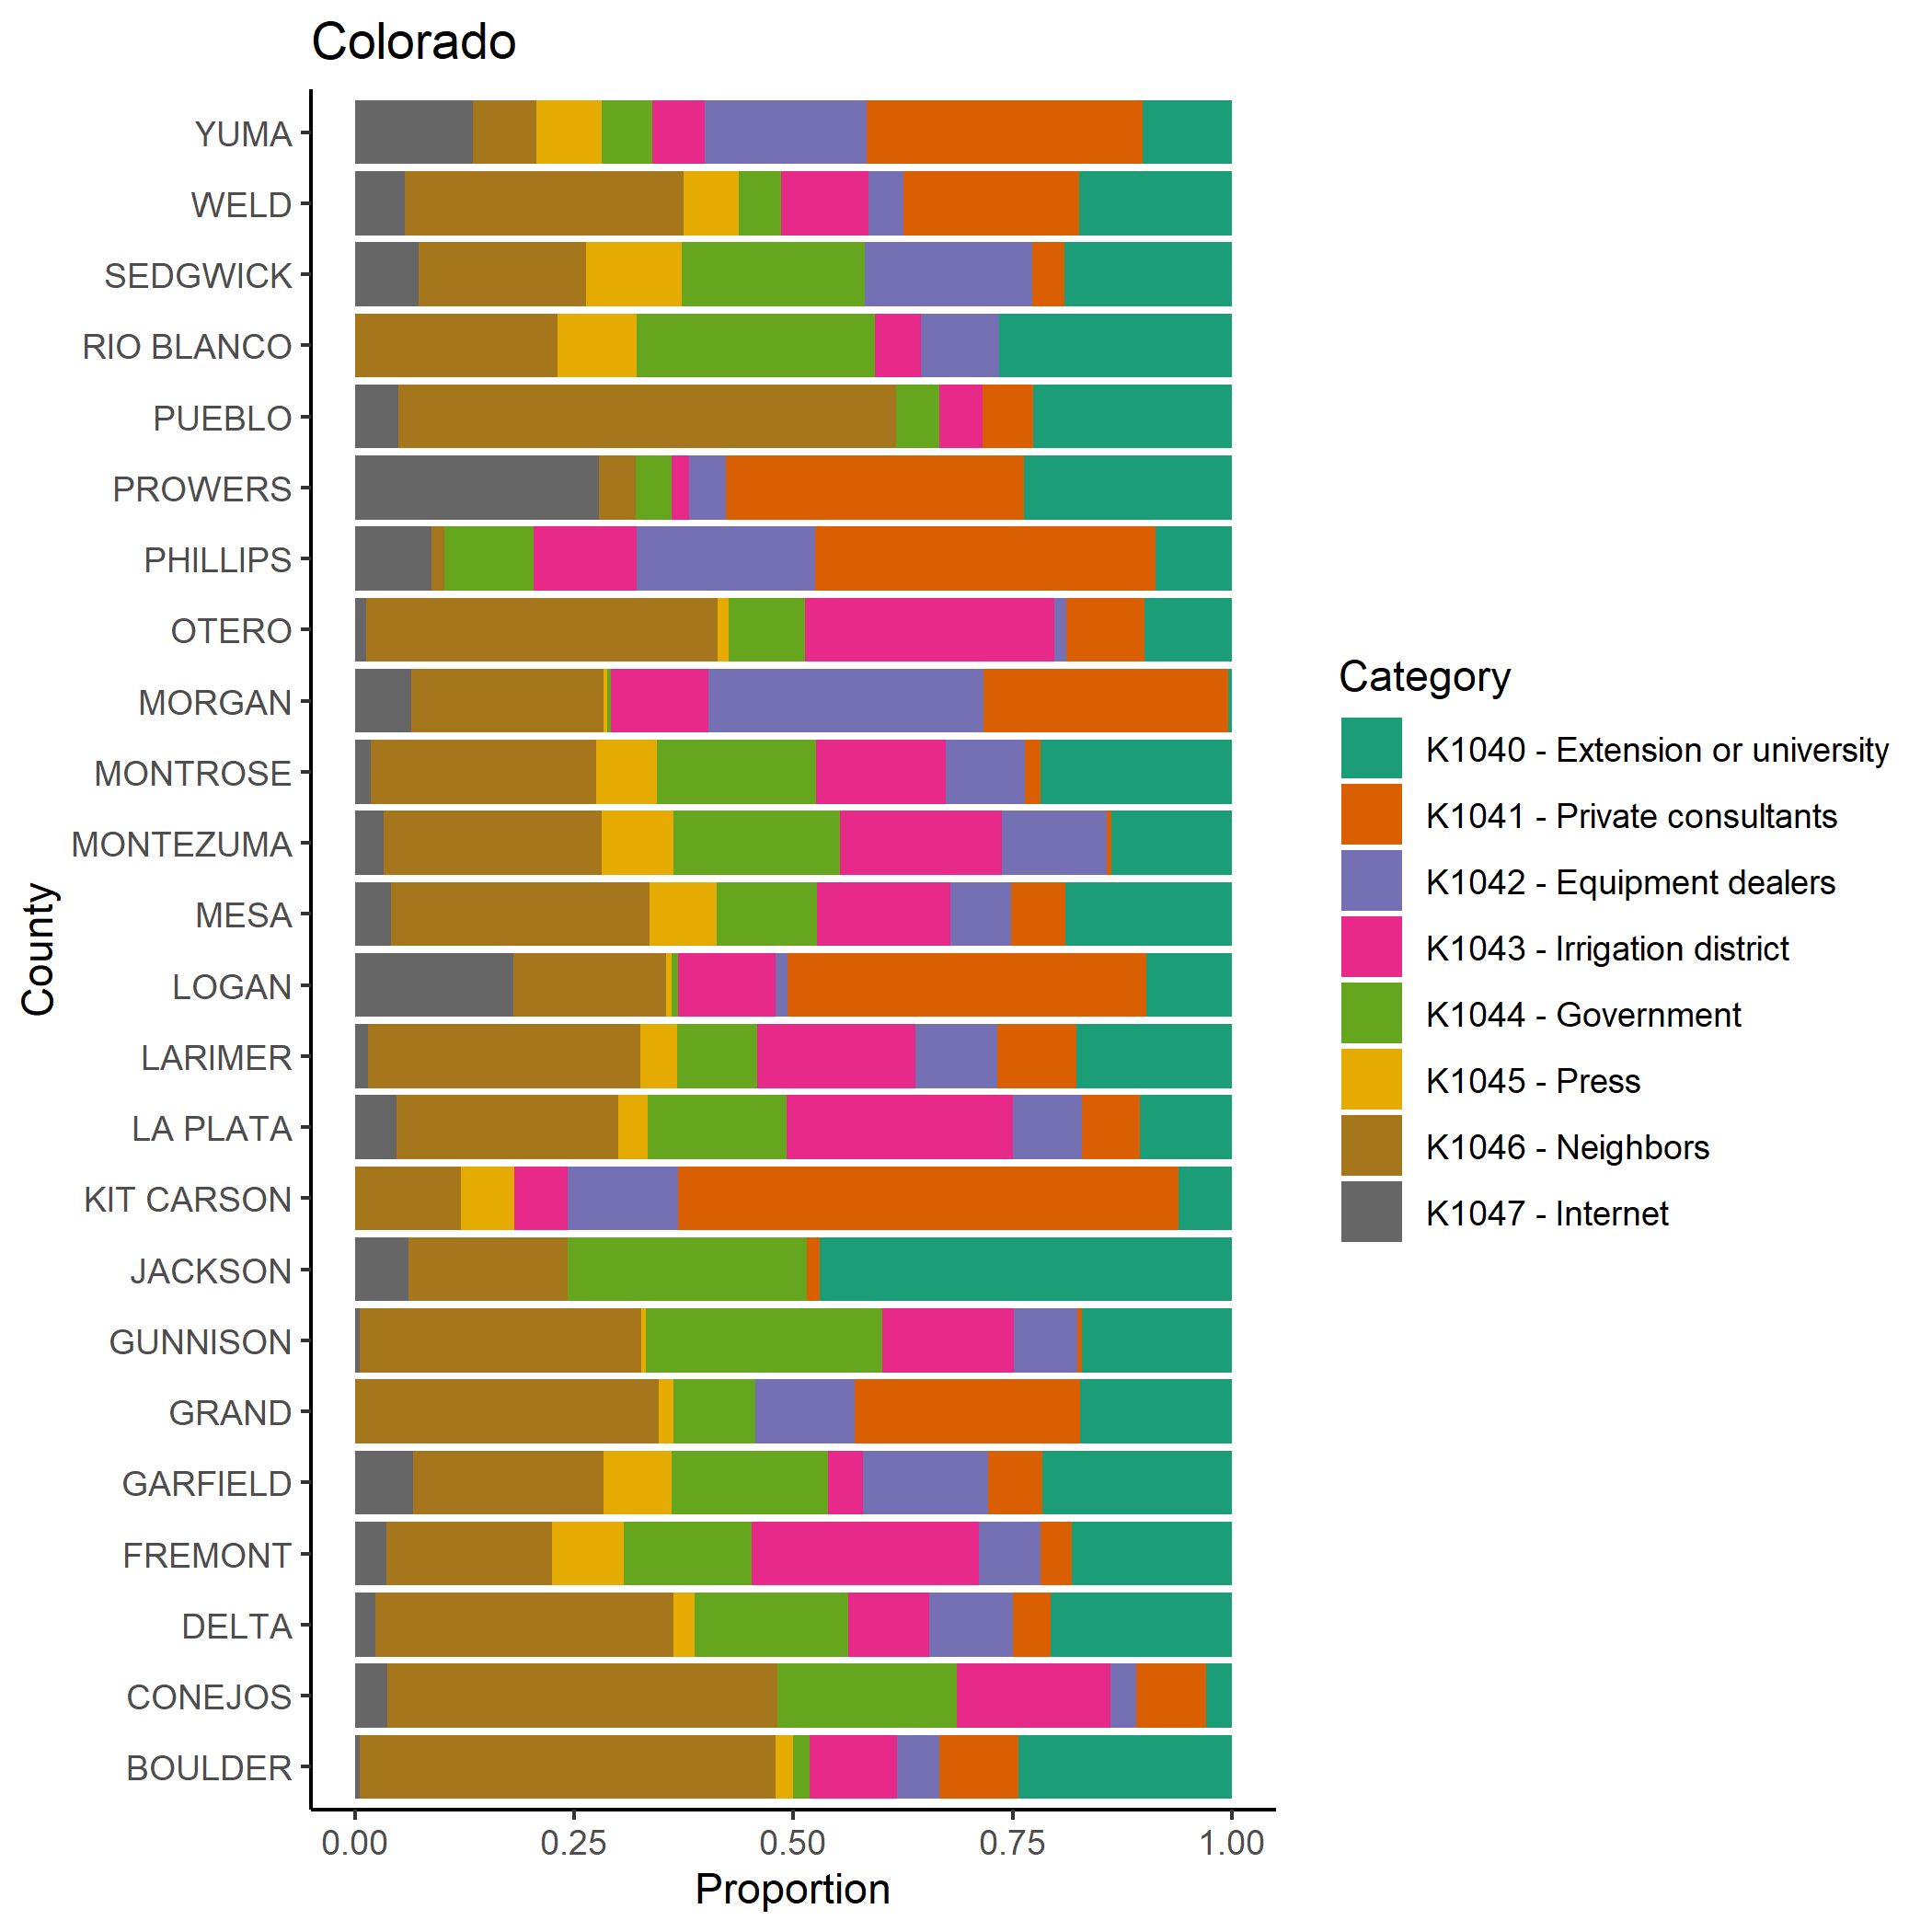 Colorado
YUMA
WELD
SEDGWICK
RIO BLANCO
PUEBLO
PROWERS
PHILLIPS
OTERO
MORGAN
MONTROSE
MONTEZUMA
MESA
LOGAN
LARIMER
LA PLATA
KIT CARSON
JACKSON
GUNNISON
GRAND
GARFIELD
FREMONT
DELTA
CONEJOS
BOULDER
County
0.00 0.25 0.50 0.75 1.00
Proportion
Category
K1040 - Extension or university
K1041 - Private consultants
K1042 - Equipment dealers
K1043 - Irrigation district
K1044 - Government
K1045 - Press
K1046 - Neighbors
K1047 - Internet